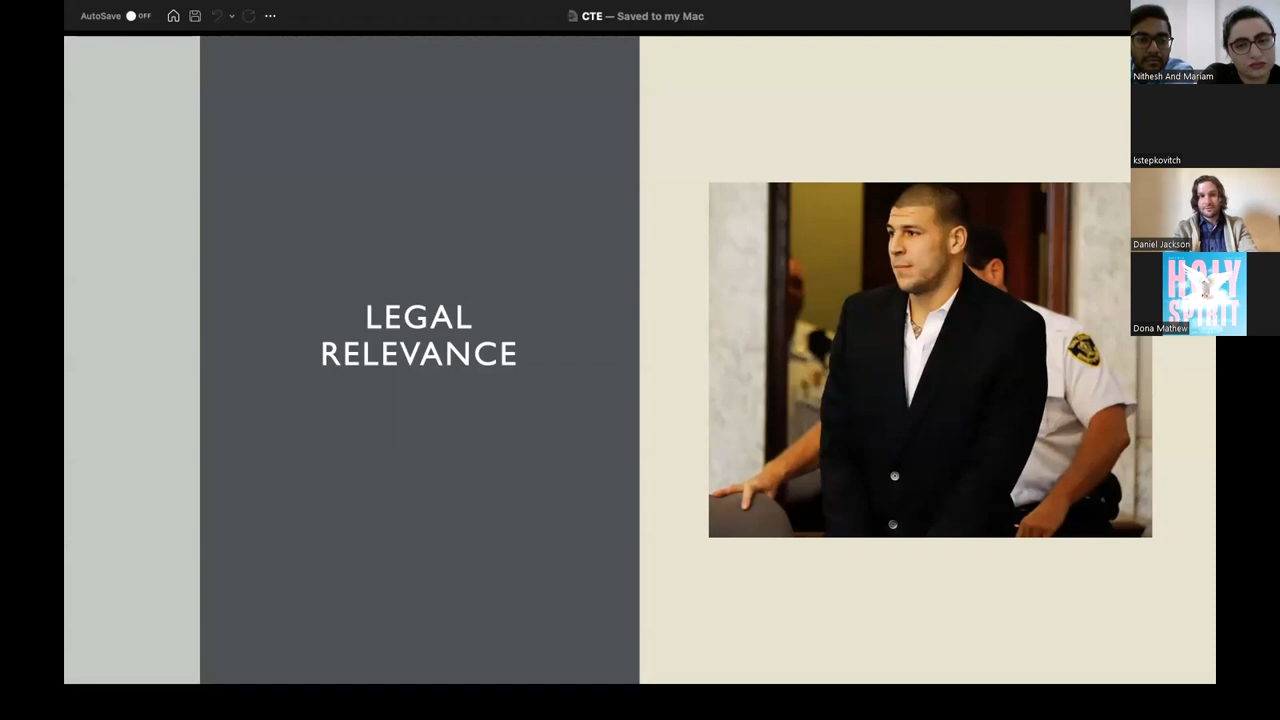 AutoSave OFF
CTE — Saved to my Mac
LEGAL
RELEVANCE
Nithesh And Mariam
kstepkovitch
Daniel Jackson
HOLY
SPIRIT
Dona Mathew